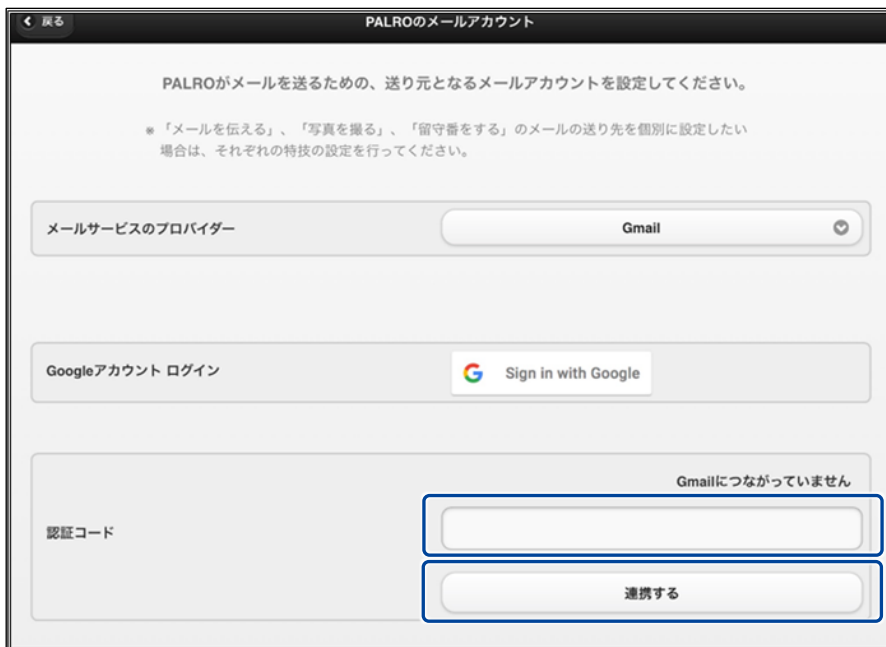 戻る
PALROのメールアカウント
PALROがメールを送るための、送り元となるメールアカウントを設定してください。
※「メールを伝える」、「写真を撮る」、「留守番をする」のメールの送り先を個別に設定したい
場合は、それぞれの特技の設定を行ってください。
メールサービスのプロバイダー
Gmail
Googleアカウント ログイン
Sign in with Google
Gmailにつながっていません
認証コード
連携する